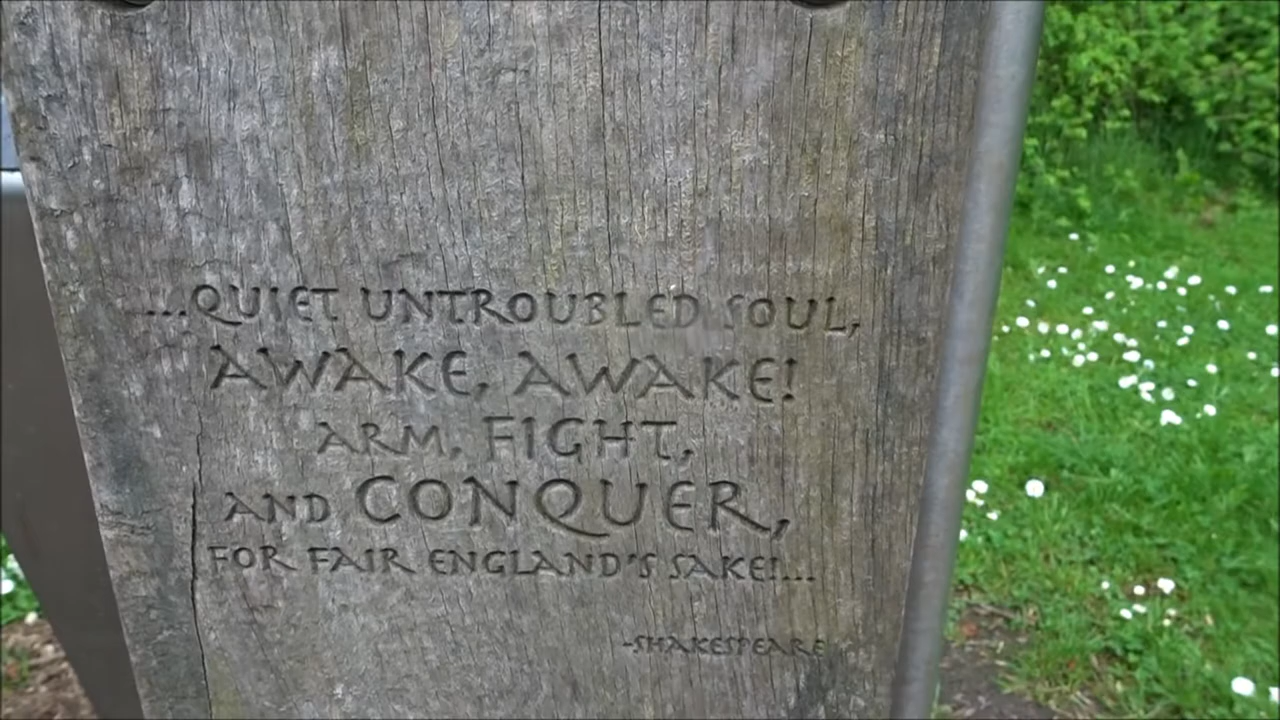 ...QUIET UNTROUBLED SOUL,
AWAKE, AWAKE!
ARM, FIGHT,
AND CONQUER,
FOR FAIR ENGLAND'S SAKE!...
-SHAKESPEARE